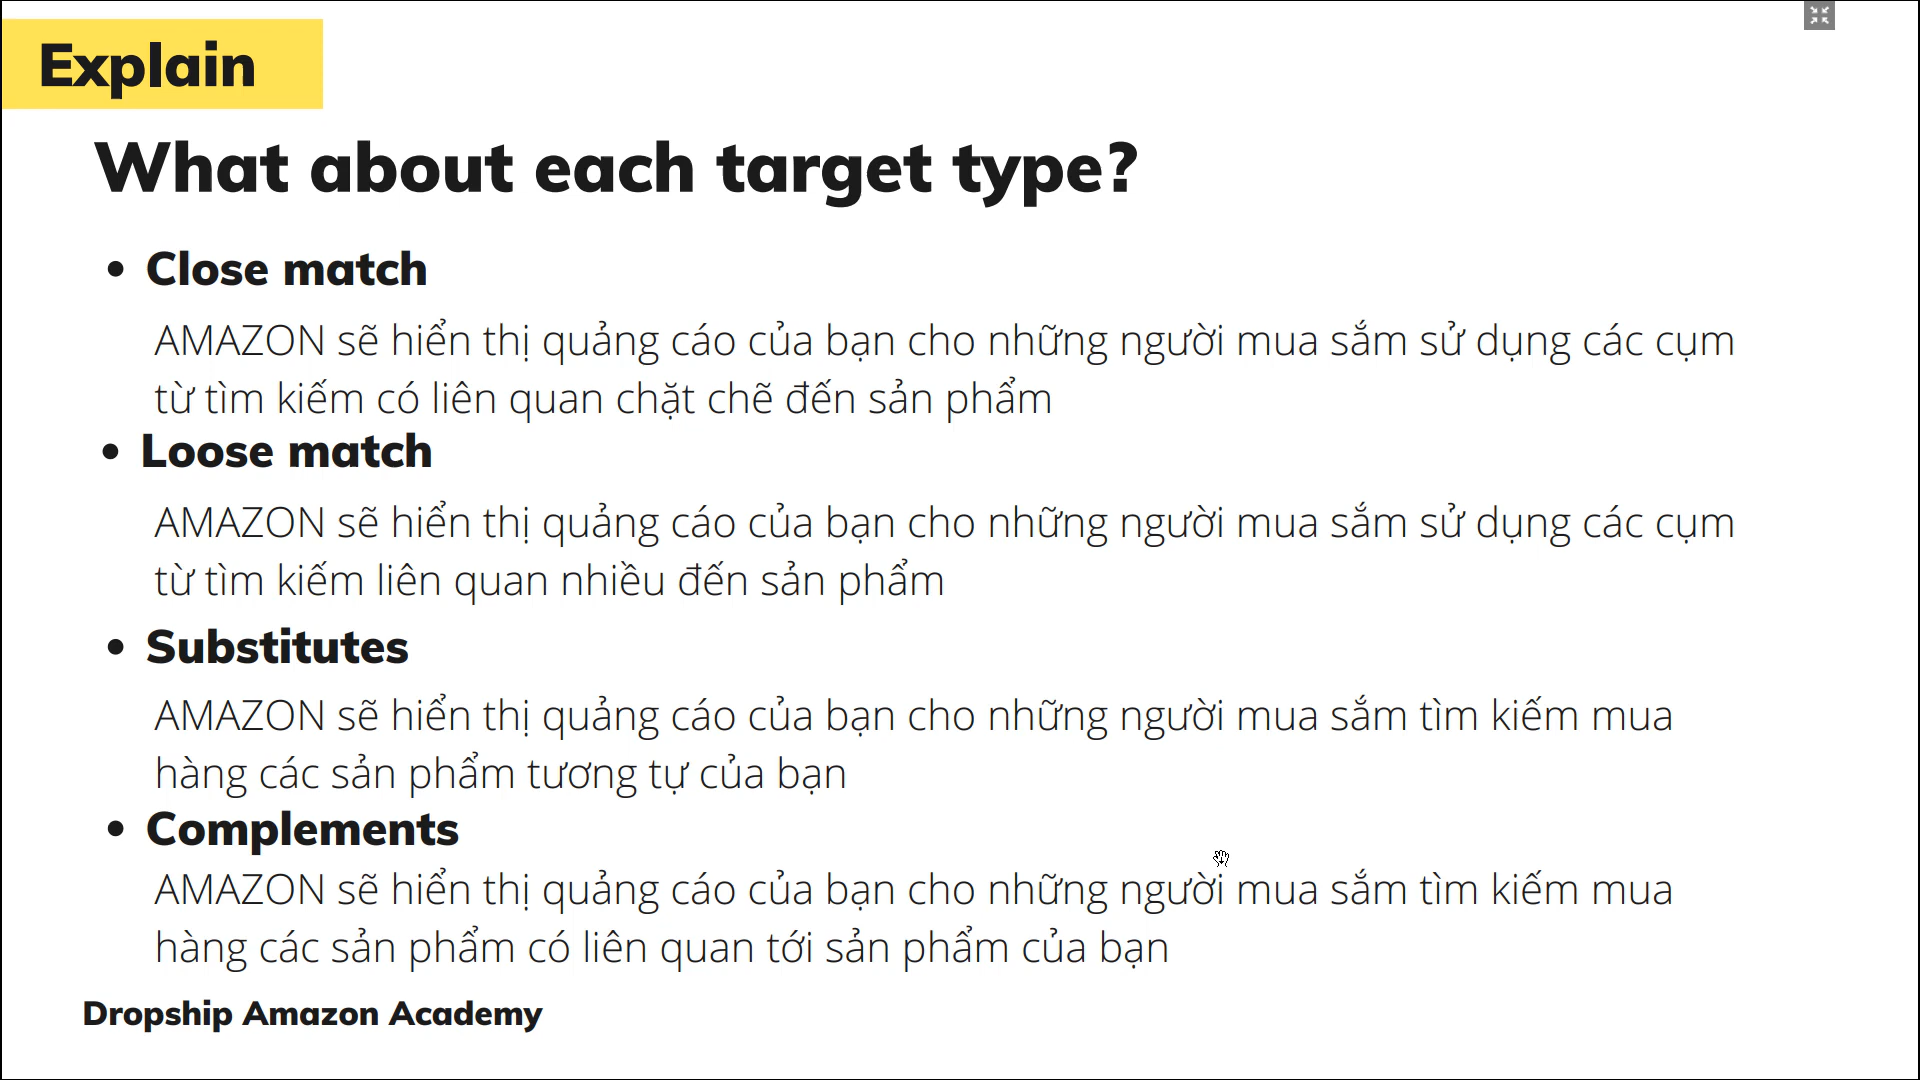 Explain
What about each target type?
• Close match
AMAZON sẽ hiển thị quảng cáo của bạn cho những người mua sắm sử dụng các cụm
từ tìm kiếm có liên quan chặt chẽ đến sản phẩm
• Loose match
AMAZON sẽ hiển thị quảng cáo của bạn cho những người mua sắm sử dụng các cụm
từ tìm kiếm liên quan nhiều đến sản phẩm
• Substitutes
AMAZON sẽ hiển thị quảng cáo của bạn cho những người mua sắm tìm kiếm mua
hàng các sản phẩm tương tự của bạn
• Complements
AMAZON sẽ hiển thị quảng cáo của bạn cho những người mua sắm tìm kiếm mua
hàng các sản phẩm có liên quan tới sản phẩm của bạn
Dropship Amazon Academy